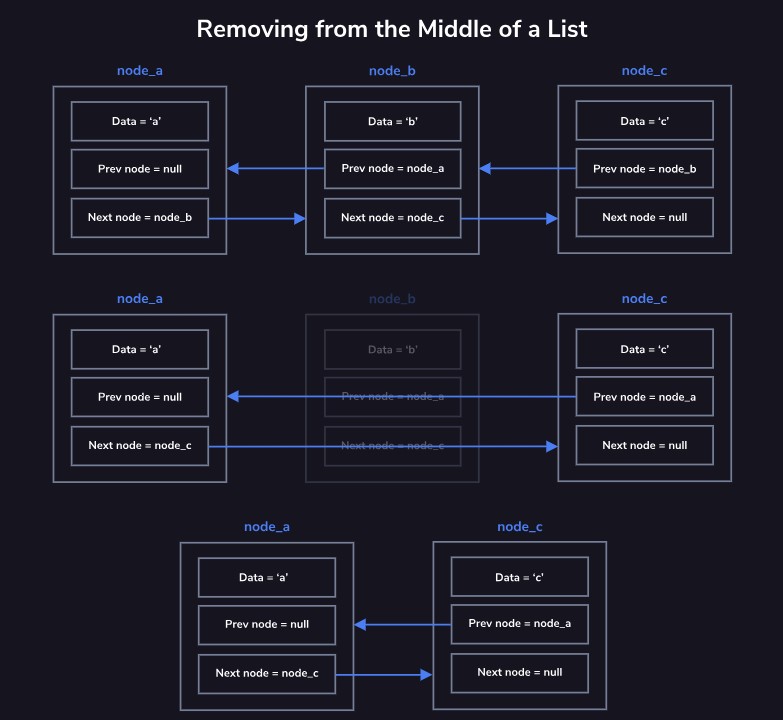 Removing from the Middle of a List
node_a
node_b
node_c
Data = ‘a’
Data = ‘b’
Data = ‘c’
Prev node = null
Prev node = node_a
Prev node = node_b
Next node = node_b
Next node = node_c
Next node = null
node_a
node_b
node_c
Data = ‘a’
Data = ‘b’
Data = ‘c’
Prev node = null
Prev node = node_a
Prev node = node_a
Next node = node_c
Next node = node_c
Next node = null
node_a
node_c
Data = ‘a’
Data = ‘c’
Prev node = null
Prev node = node_a
Next node = node_c
Next node = null